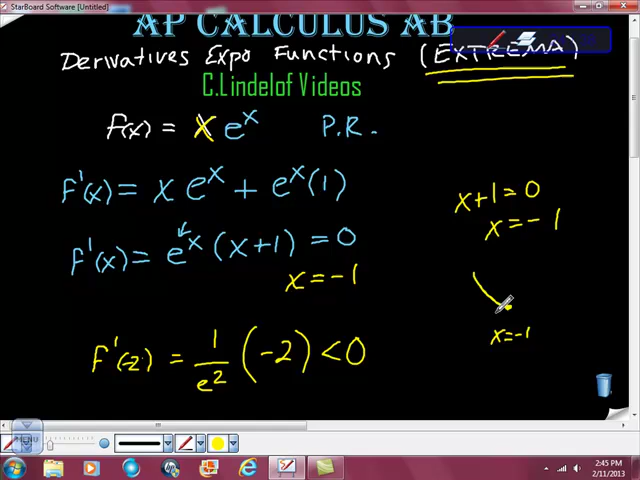 StarBoard Software [Untitled]
AP CALCULUS AB
Derivatives Expo Functions (EXTREMA)
C.Lindelof Videos
f(x) = x e^x P.R.
f'(x) = x e^x + e^x (1)
x+1=0
x=-1
f'(x) = e^x (x+1) = 0
x=-1
x=-1
f'(-2) = 1/e^2 (-2) < 0
MENU
2:45 PM
2/11/2013